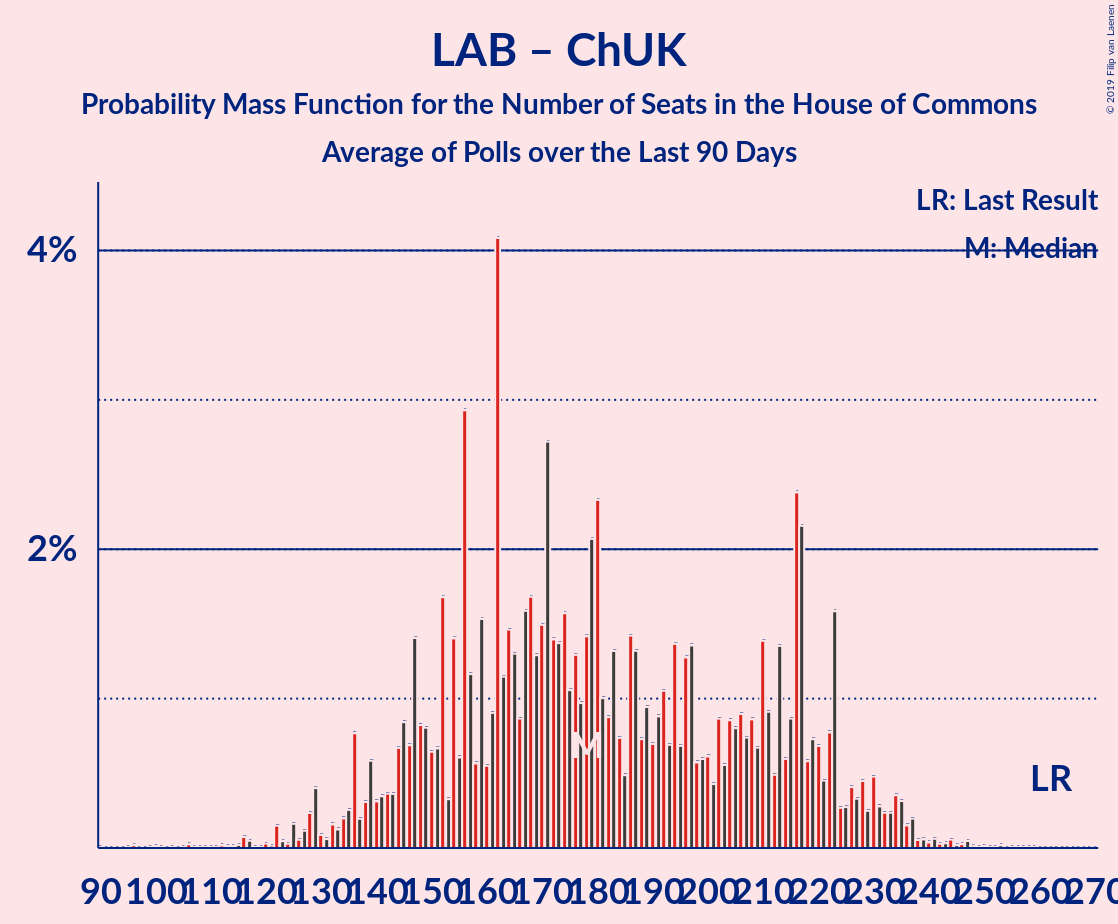 LAB – ChUK
Probability Mass Function for the Number of Seats in the House of Commons
Average of Polls over the Last 90 Days
© 2019 Filip van Laenen
LR: Last Result
M: Median
4%
2%
M
LR
90 100 110 120 130 140 150 160 170 180 190 200 210 220 230 240 250 260 270